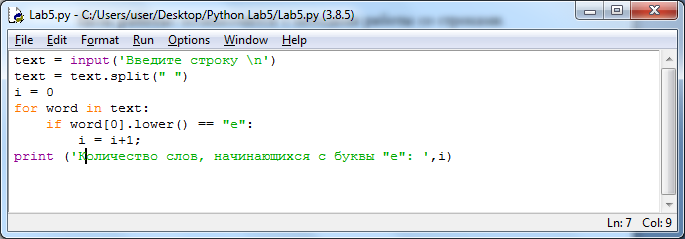 Lab5.py - C:/Users/user/Desktop/Python Lab5/Lab5.py (3.8.5)
File Edit Format Run Options Window Help
text = input('Введите строку \n')
text = text.split(" ")
i = 0
for word in text:
    if word[0].lower() == "е":
        i = i+1;
print ('Количество слов, начинающихся с буквы "е": ',i)
Ln: 7 Col: 9